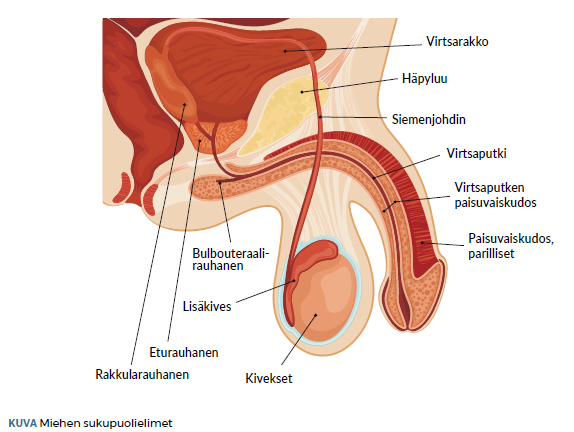 Virtsarakko
Häpyluu
Siemenjohdin
Virtsaputki
Virtsaputken
paisuvaiskudos
Paisuvaiskudos,
parilliset
Bulbouteraali-
rauhanen
Lisäkives
Eturauhanen
Rakkularauhanen
Kivekset
KUVA Miehen sukupuolielimet